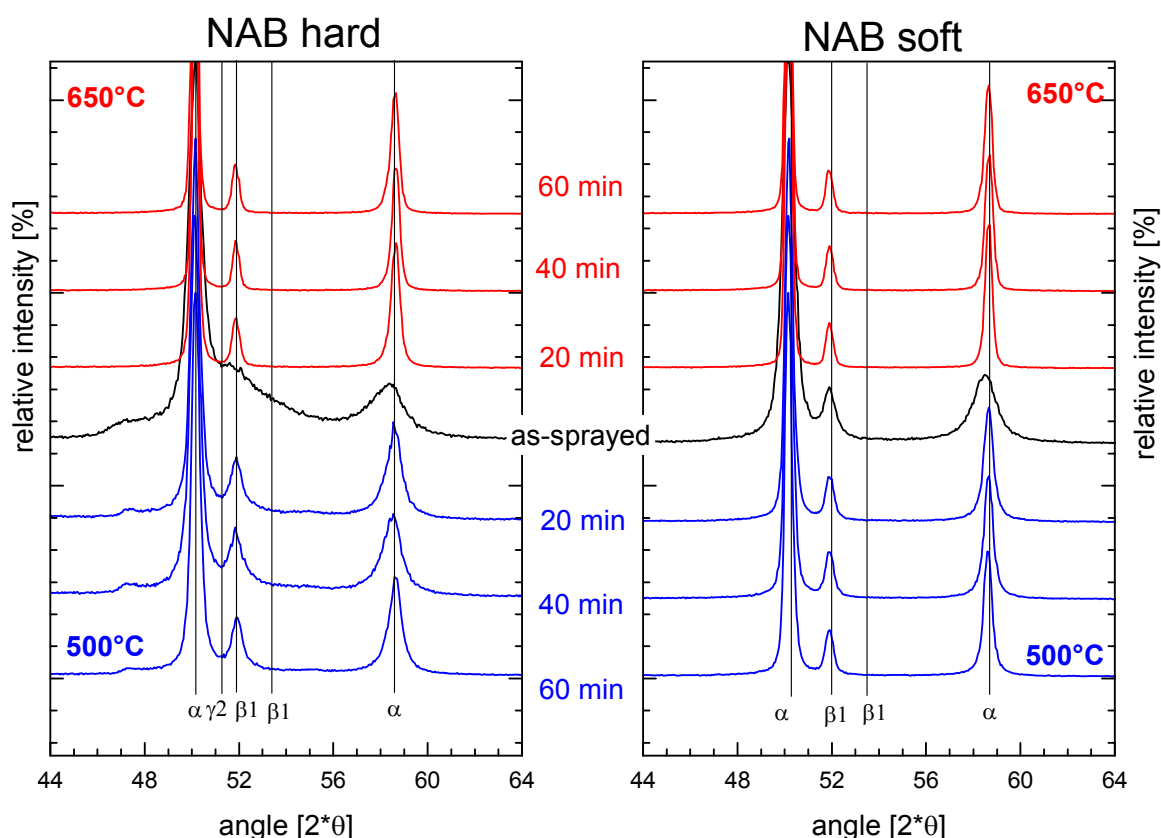 NAB hard
NAB soft
650°C
650°C
60 min
40 min
20 min
as-sprayed
20 min
40 min
60 min
500°C
500°C
relative intensity [%]
relative intensity [%]
α γ2 β1 β1 α
α β1 β1 α
44 48 52 56 60 64
44 48 52 56 60 64
angle [2*θ]
angle [2*θ]